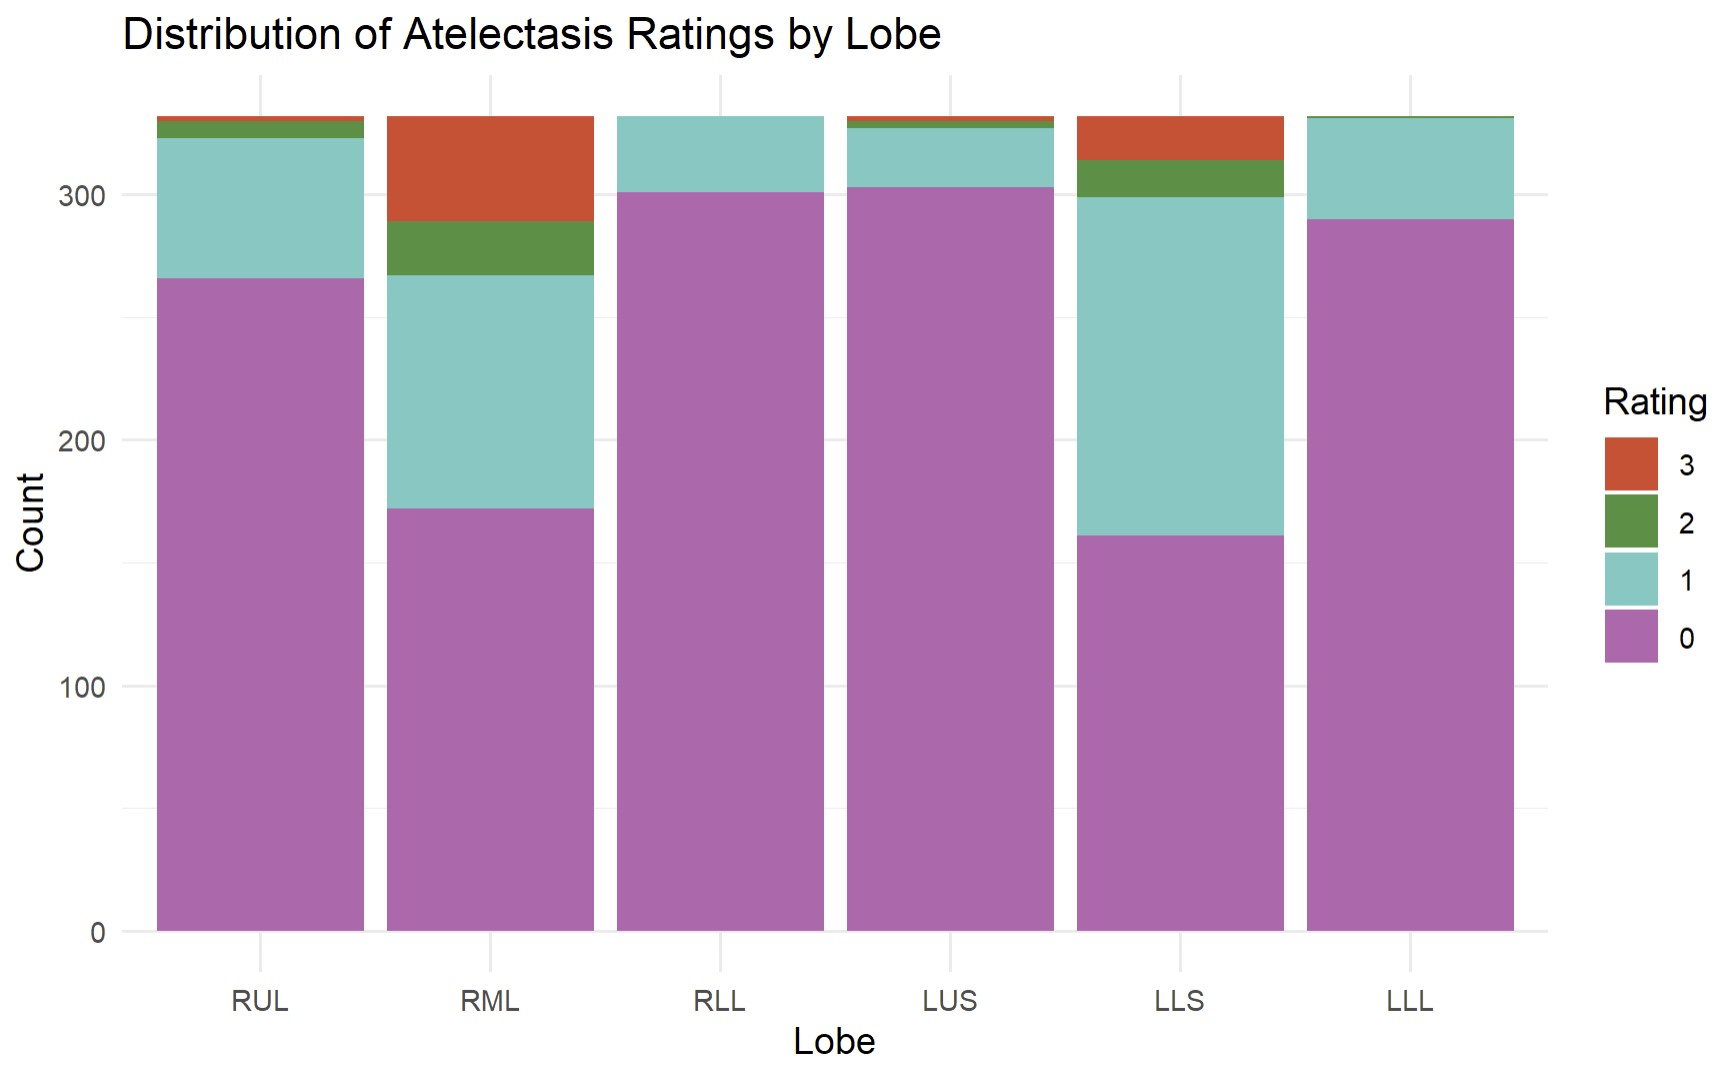 Distribution of Atelectasis Ratings by Lobe
300
200
100
0
Count
RUL RML RLL LUS LLS LLL
Lobe
Rating
3
2
1
0